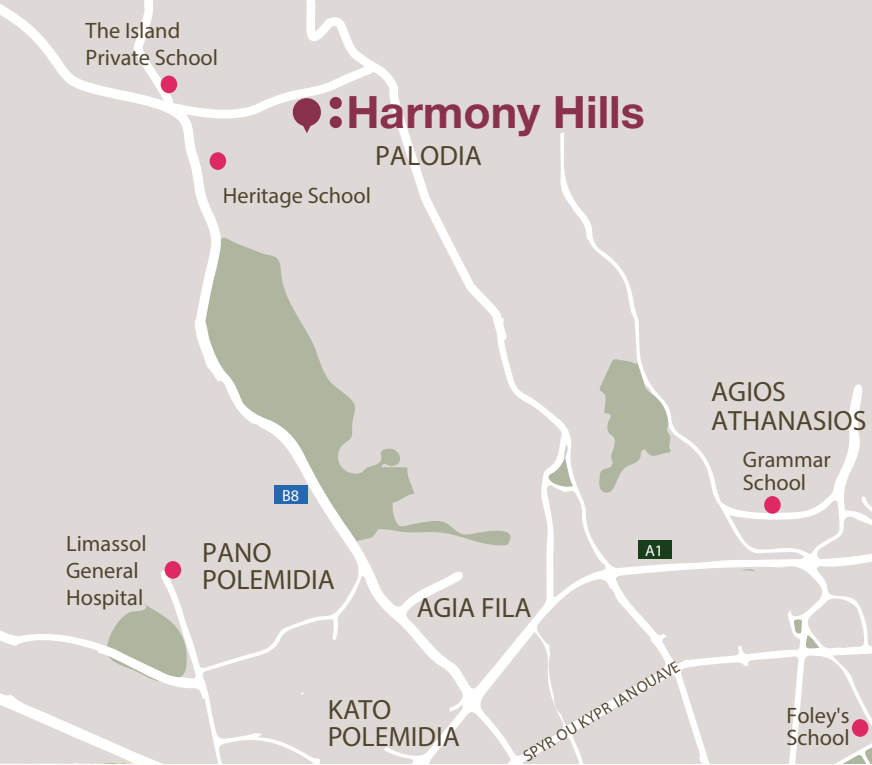 The Island
Private School
:Harmony Hills
PALODIA
Heritage School
AGIOS
ATHANASIOS
Grammar
School
B8
Limassol
General
Hospital
PANO
POLEMIDIA
A1
AGIA FILA
SPYR OU KYPR IANOUAVE
KATO
POLEMIDIA
Foley's
School